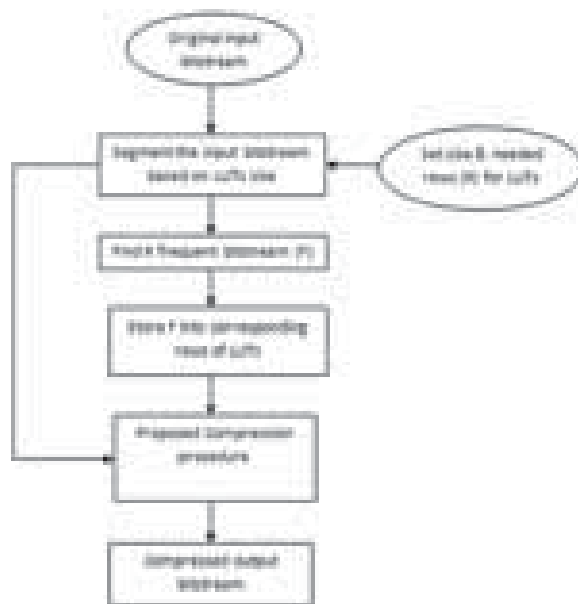 Original input
bitstream
Segment the input bitstream
based on LUTs size
Set size & needed
rows (R) for LUTs
Find R frequent bitstream (F)
Store F into corresponding
rows of LUTs
Proposed Compression
procedure
Compressed output
bitstream